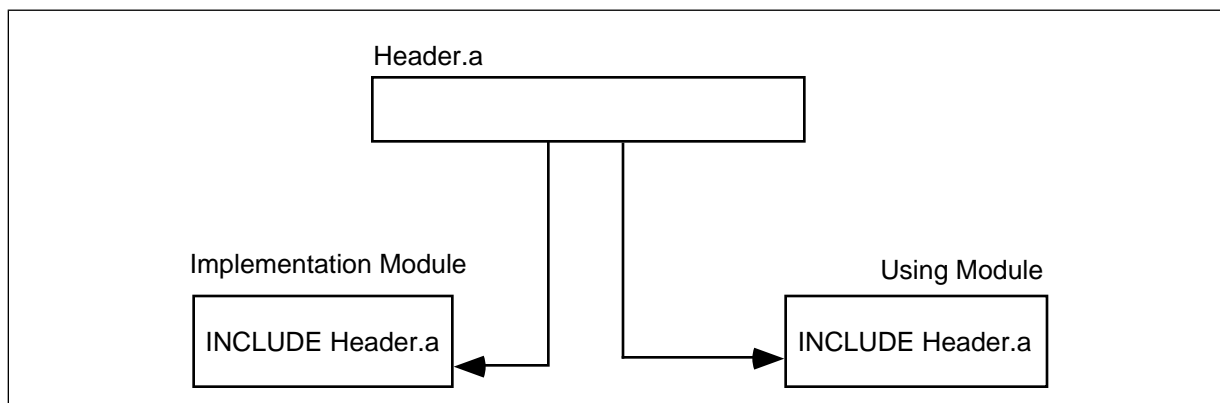 Header.a
Implementation Module
Using Module
INCLUDE Header.a
INCLUDE Header.a